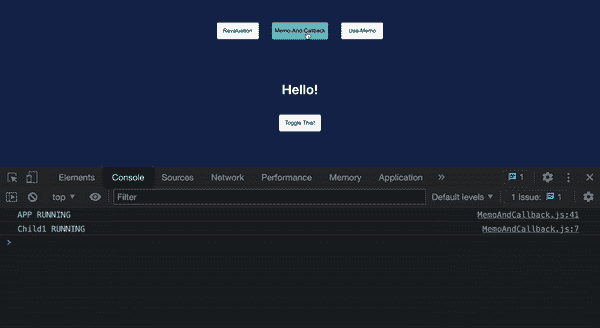 Revaluation Memo And Callback Use-Memo
Hello!
Toggle This!
Elements Console Sources Network Performance Memory Application » 1
top ▾ Filter Default levels ▾ 1 Issue: 1
APP RUNNING MemoAndCallback.js:41
Child1 RUNNING MemoAndCallback.js:7
>